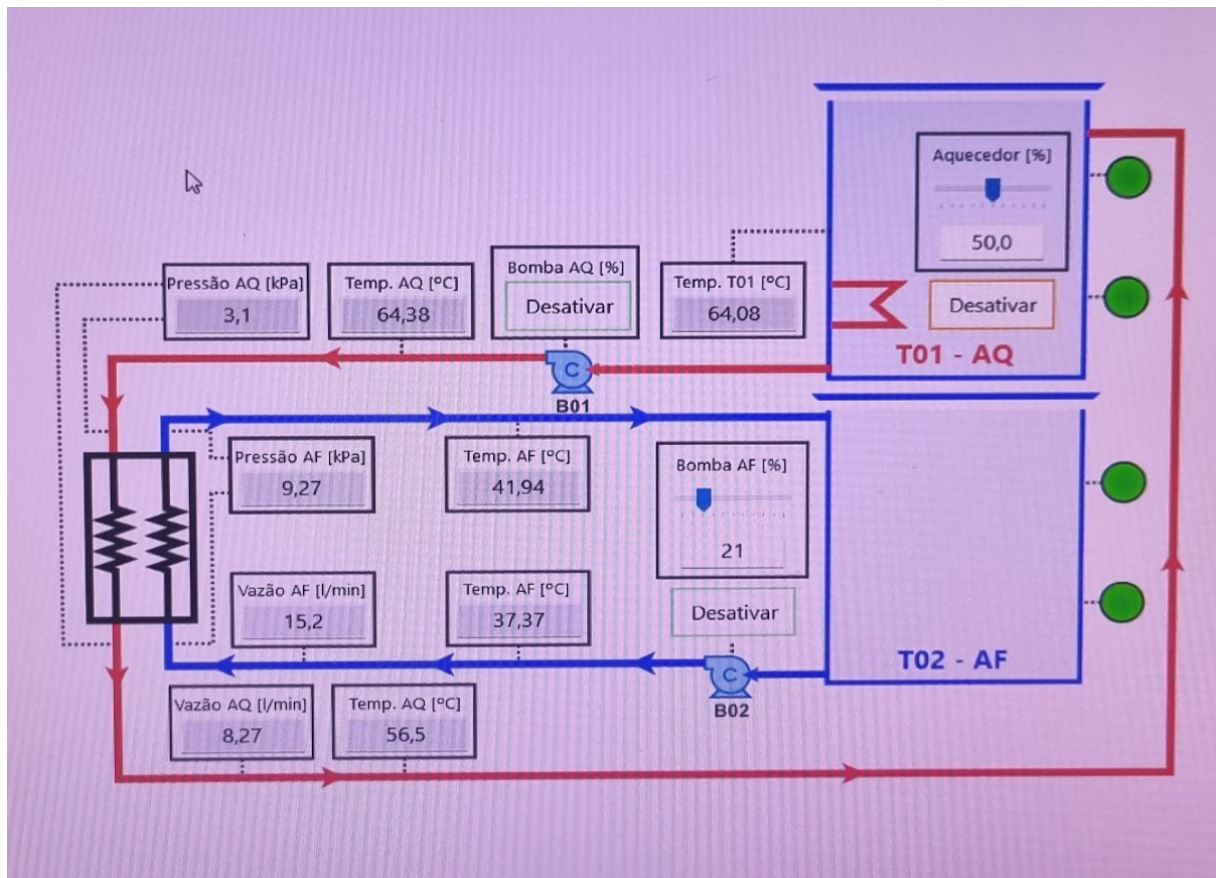 Aquecedor [%]
50,0
Desativar
T01 - AQ
Pressão AQ [kPa]
3,1
Temp. AQ [ºC]
64,38
Bomba AQ [%]
Desativar
Temp. T01 [ºC]
64,08
C
B01
Pressão AF [kPa]
9,27
Temp. AF [ºC]
41,94
Bomba AF [%]
21
Desativar
Vazão AF [l/min]
15,2
Temp. AF [ºC]
37,37
C
B02
T02 - AF
Vazão AQ [l/min]
8,27
Temp. AQ [ºC]
56,5